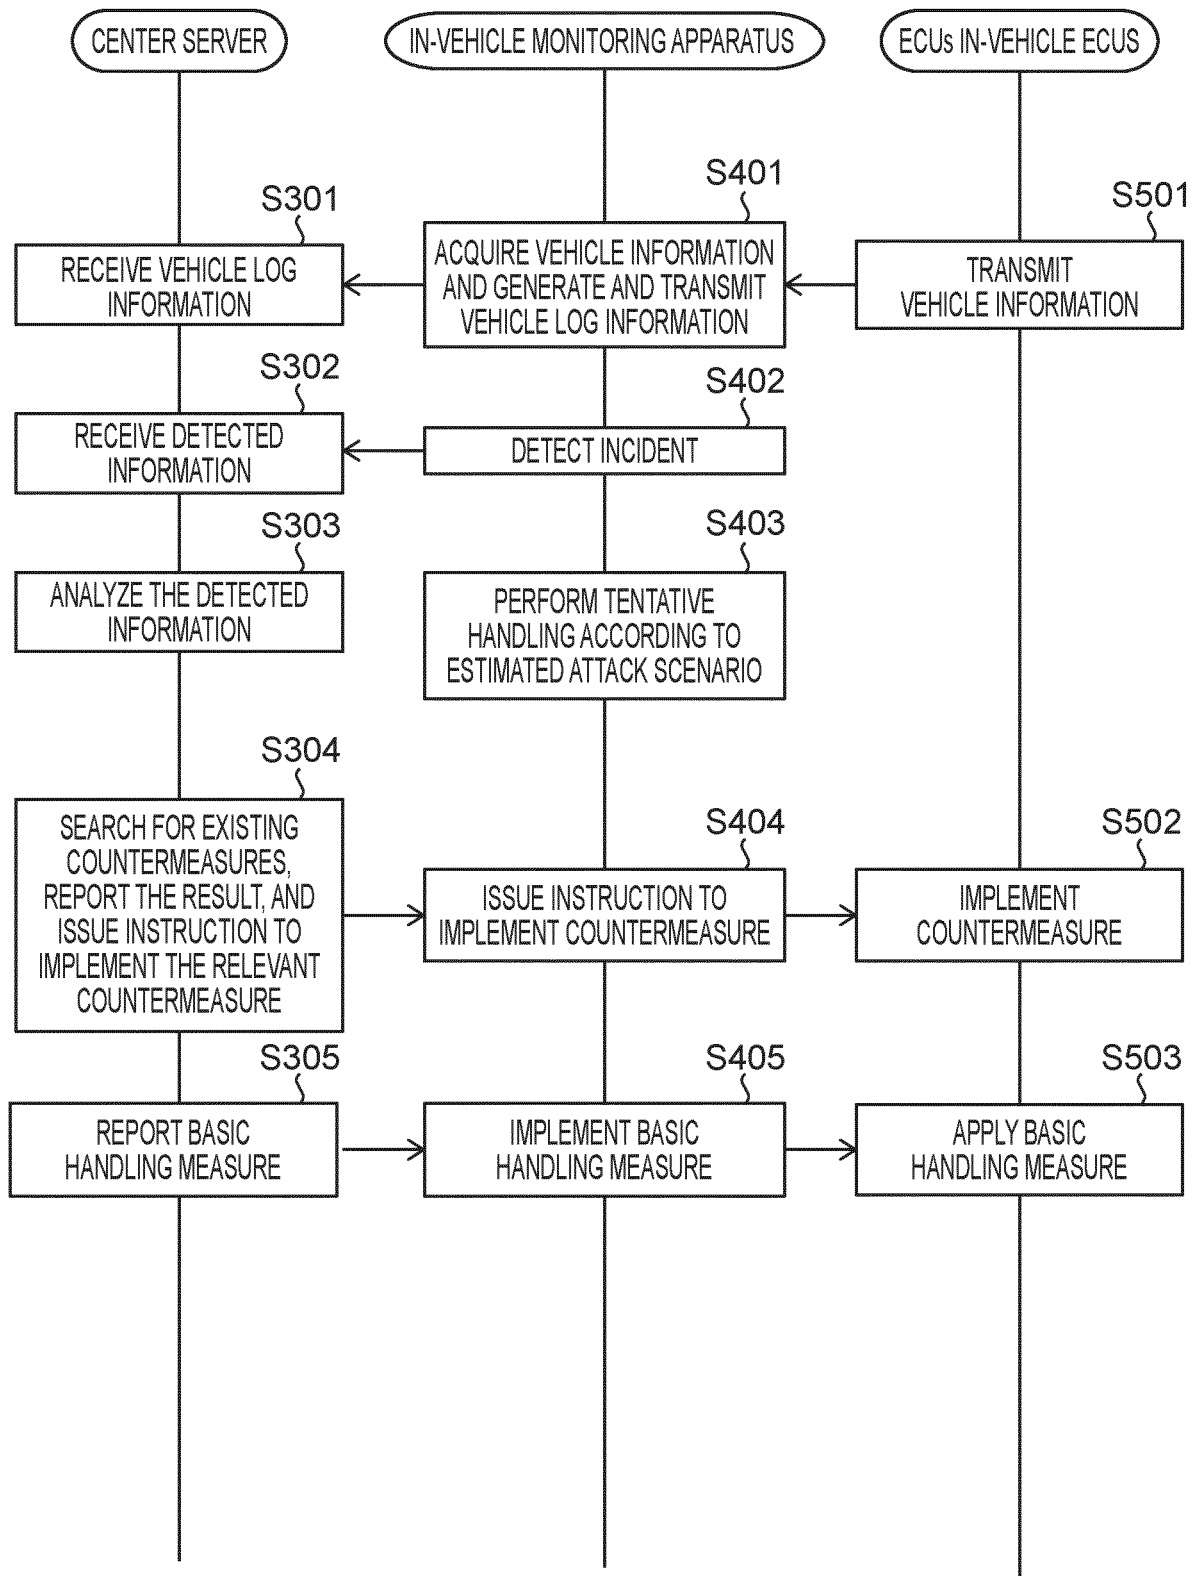 CENTER SERVER
IN-VEHICLE MONITORING APPARATUS
ECUs IN-VEHICLE ECUS
S301
RECEIVE VEHICLE LOG
INFORMATION
S401
ACQUIRE VEHICLE INFORMATION
AND GENERATE AND TRANSMIT
VEHICLE LOG INFORMATION
S501
TRANSMIT
VEHICLE INFORMATION
S302
RECEIVE DETECTED
INFORMATION
S402
DETECT INCIDENT
S303
ANALYZE THE DETECTED
INFORMATION
S403
PERFORM TENTATIVE
HANDLING ACCORDING TO
ESTIMATED ATTACK SCENARIO
S304
SEARCH FOR EXISTING
COUNTERMEASURES,
REPORT THE RESULT, AND
ISSUE INSTRUCTION TO
IMPLEMENT THE RELEVANT
COUNTERMEASURE
S404
ISSUE INSTRUCTION TO
IMPLEMENT COUNTERMEASURE
S502
IMPLEMENT
COUNTERMEASURE
S305
REPORT BASIC
HANDLING MEASURE
S405
IMPLEMENT BASIC
HANDLING MEASURE
S503
APPLY BASIC
HANDLING MEASURE